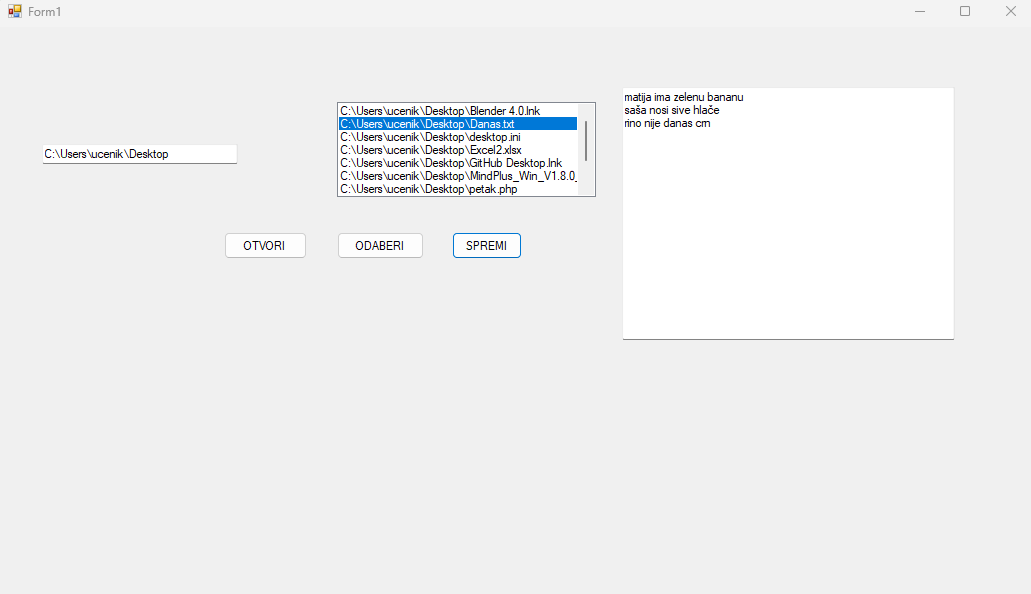 Form1
C:\Users\ucenik\Desktop
C:\Users\ucenik\Desktop\Blender 4.0.lnk
C:\Users\ucenik\Desktop\Danas.txt
C:\Users\ucenik\Desktop\desktop.ini
C:\Users\ucenik\Desktop\Excel2.xlsx
C:\Users\ucenik\Desktop\GitHub Desktop.lnk
C:\Users\ucenik\Desktop\MindPlus_Win_V1.8.0_
C:\Users\ucenik\Desktop\petak.php
OTVORI
ODABERI
SPREMI
matija ima zelenu bananu
saša nosi sive hlače
rino nije danas crn